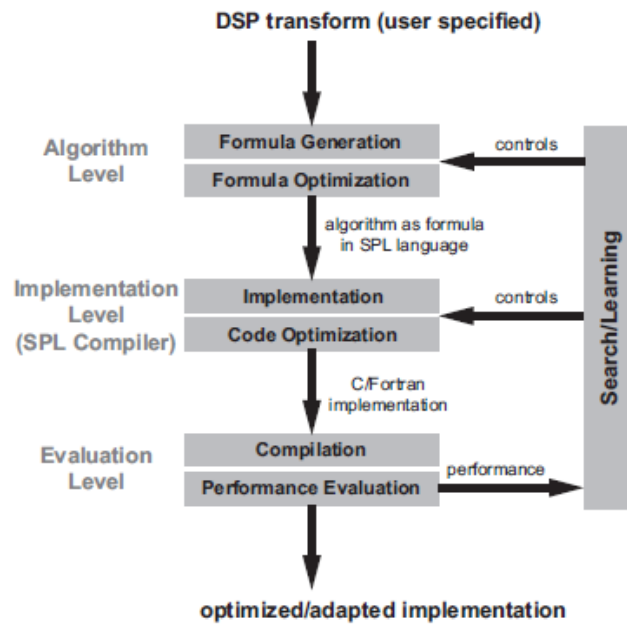 DSP transform (user specified)
Algorithm
Level
Formula Generation
Formula Optimization
controls
algorithm as formula
in SPL language
Implementation
Level
(SPL Compiler)
Implementation
Code Optimization
controls
Search/Learning
C/Fortran
implementation
Evaluation
Level
Compilation
Performance Evaluation
performance
optimized/adapted implementation